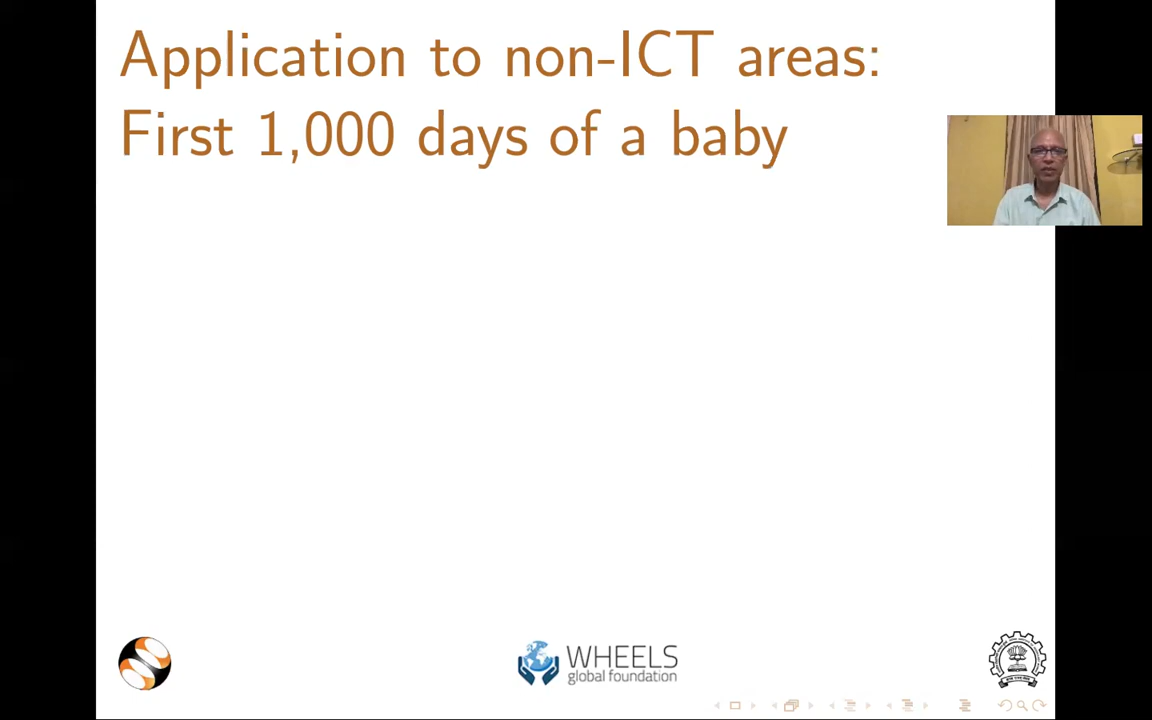 Application to non-ICT areas:
First 1,000 days of a baby
WHEELS
global foundation